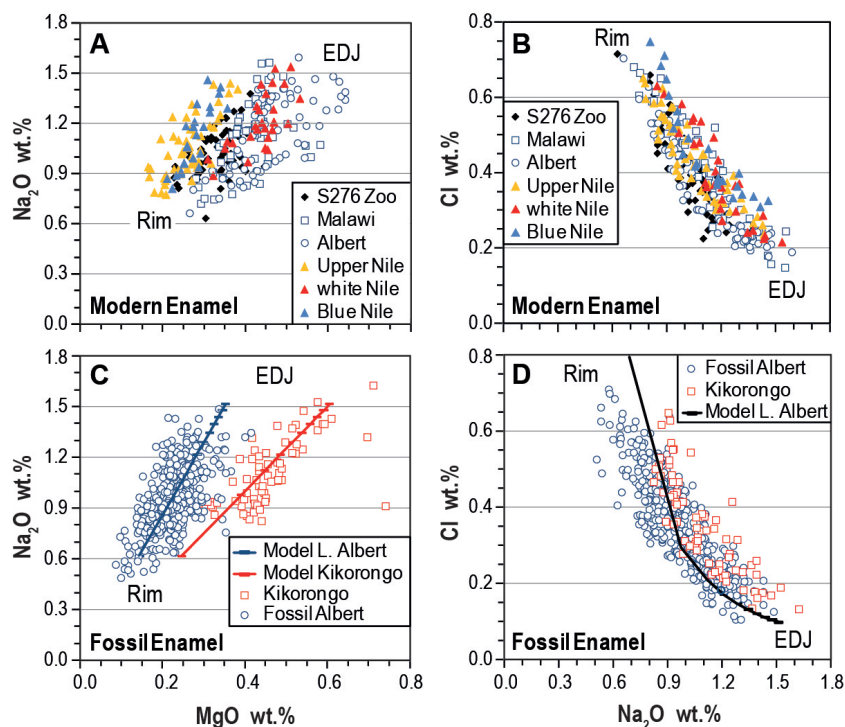 A
EDJ
Rim
Na2O wt.%
1.8
1.5
1.2
0.9
0.6
0.3
0.0
S276 Zoo
Malawi
Albert
Upper Nile
white Nile
Blue Nile
Modern Enamel
B
Rim
EDJ
Cl wt.%
0.8
0.6
0.4
0.2
0.0
S276 Zoo
Malawi
Albert
Upper Nile
white Nile
Blue Nile
Modern Enamel
C
EDJ
Rim
Na2O wt.%
1.8
1.5
1.2
0.9
0.6
0.3
0.0
Model L. Albert
Model Kikorongo
Kikorongo
Fossil Albert
Fossil Enamel
0.0 0.2 0.4 0.6 0.8
MgO wt.%
D
Rim
EDJ
Cl wt.%
0.8
0.6
0.4
0.2
0.0
Fossil Albert
Kikorongo
Model L. Albert
Fossil Enamel
0.0 0.3 0.6 0.9 1.2 1.5 1.8
Na2O wt.%